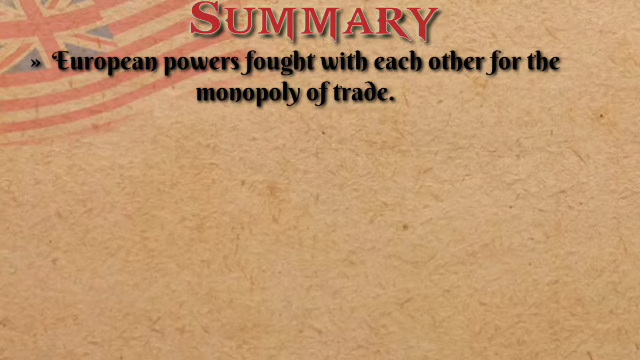 SUMMARY
» European powers fought with each other for the
monopoly of trade.